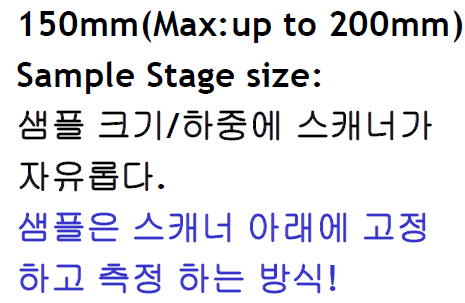 150mm(Max:up to 200mm)
Sample Stage size:
샘플 크기/하중에 스캐너가
자유롭다.
샘플은 스캐너 아래에 고정
하고 측정 하는 방식!